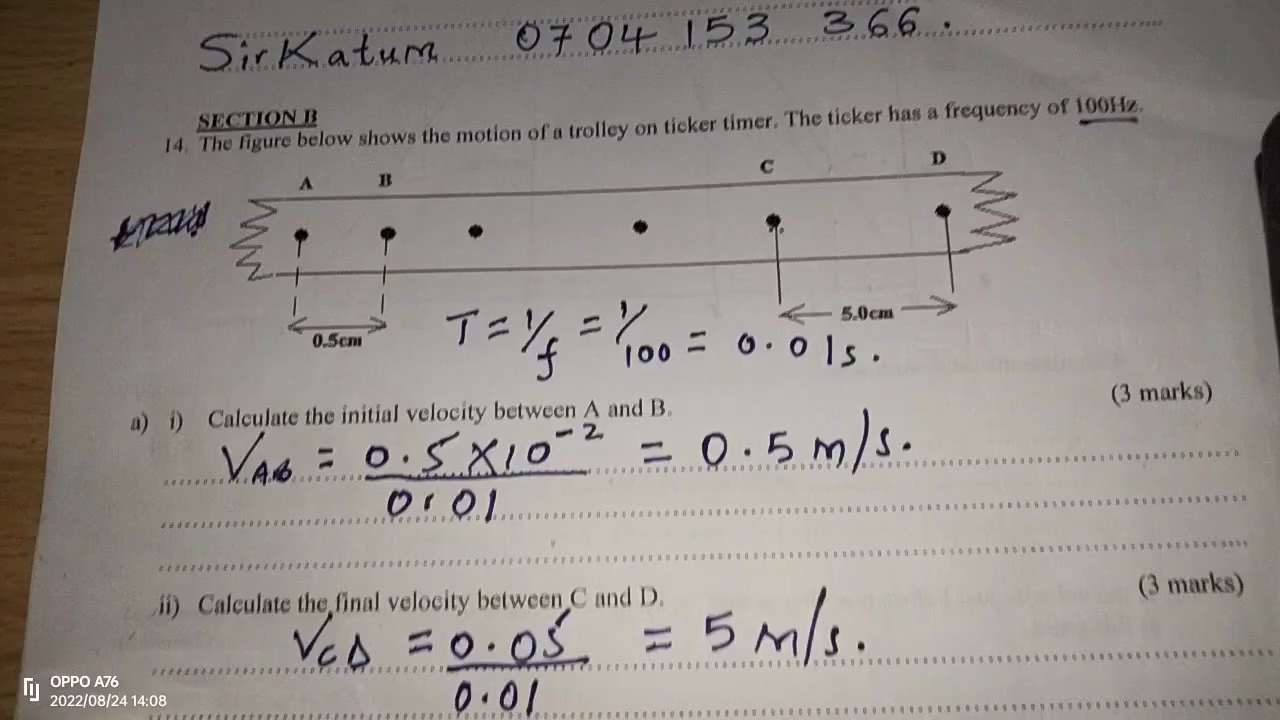 Sir Katum 0704 153 366.
SECTION B
14. The figure below shows the motion of a trolley on ticker timer. The ticker has a frequency of 100Hz.
A B C D
0.5cm
5.0cm
T = 1/f = 1/100 = 0.01s.
a) i) Calculate the initial velocity between A and B. (3 marks)
VAB = 0.5 x 10^-2 / 0.01 = 0.5 m/s.
ii) Calculate the final velocity between C and D. (3 marks)
VCD = 0.05 / 0.01 = 5 m/s.
OPPO A76
2022/08/24 14:08